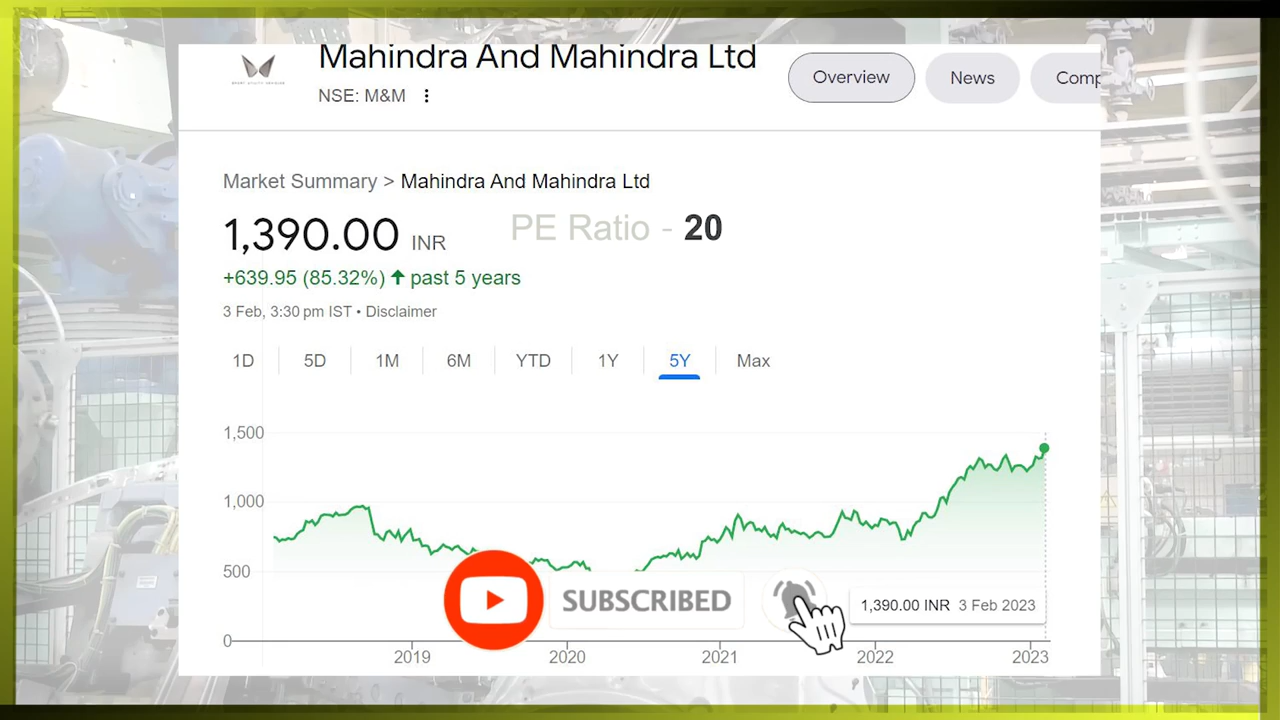 Mahindra And Mahindra Ltd
NSE: M&M
Overview
News
Comp
Market Summary > Mahindra And Mahindra Ltd
1,390.00 INR
PE Ratio - 20
+639.95 (85.32%) ↑ past 5 years
3 Feb, 3:30 pm IST • Disclaimer
1D 5D 1M 6M YTD 1Y 5Y Max
1,500
1,000
500
0
SUBSCRIBED
1,390.00 INR 3 Feb 2023
2019 2020 2021 2022 2023